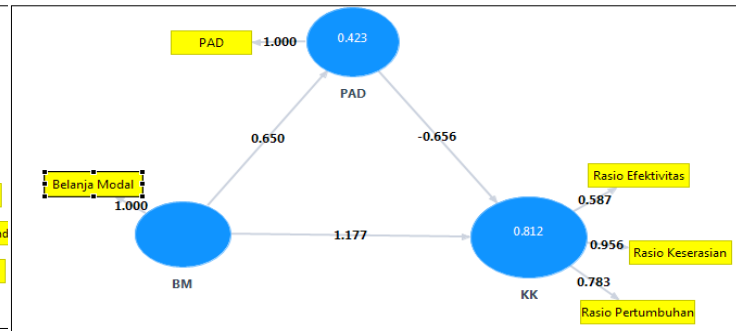 PAD
1.000
0.423
PAD
0.650
-0.656
Belanja Modal
1.000
BM
1.177
0.812
KK
Rasio Efektivitas
0.587
0.956
Rasio Keserasian
0.783
Rasio Pertumbuhan